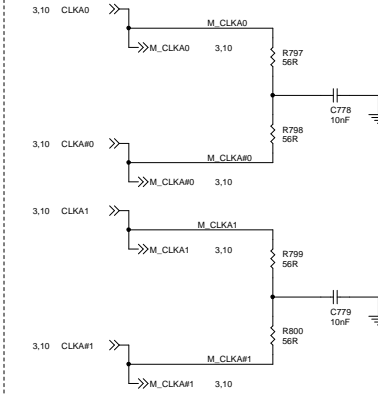 3,10 CLKA0
M_CLKA0
M_CLKA0 3,10
R797
56R
C778
10nF
R798
56R
3,10 CLKA#0
M_CLKA#0
M_CLKA#0 3,10
3,10 CLKA1
M_CLKA1
M_CLKA1 3,10
R799
56R
C779
10nF
R800
56R
3,10 CLKA#1
M_CLKA#1
M_CLKA#1 3,10